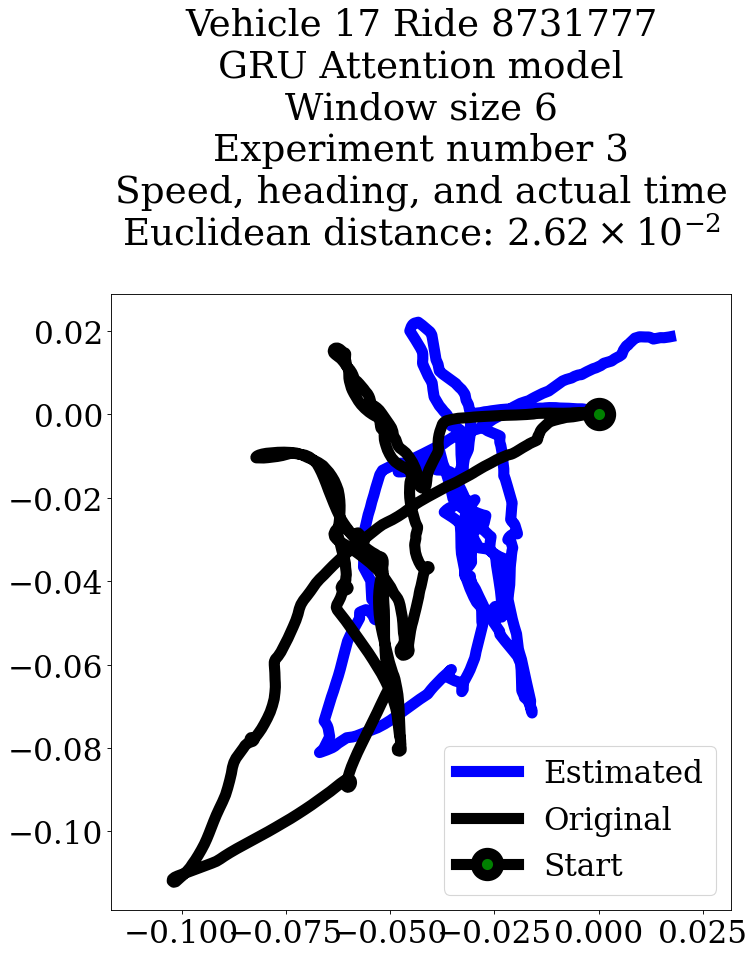 Vehicle 17 Ride 8731777
GRU Attention model
Window size 6
Experiment number 3
Speed, heading, and actual time
Euclidean distance: 2.62 × 10⁻²
0.02
0.00
−0.02
−0.04
−0.06
−0.08
−0.10
Estimated
Original
Start
−0.100 −0.075 −0.050 −0.025 0.000 0.025